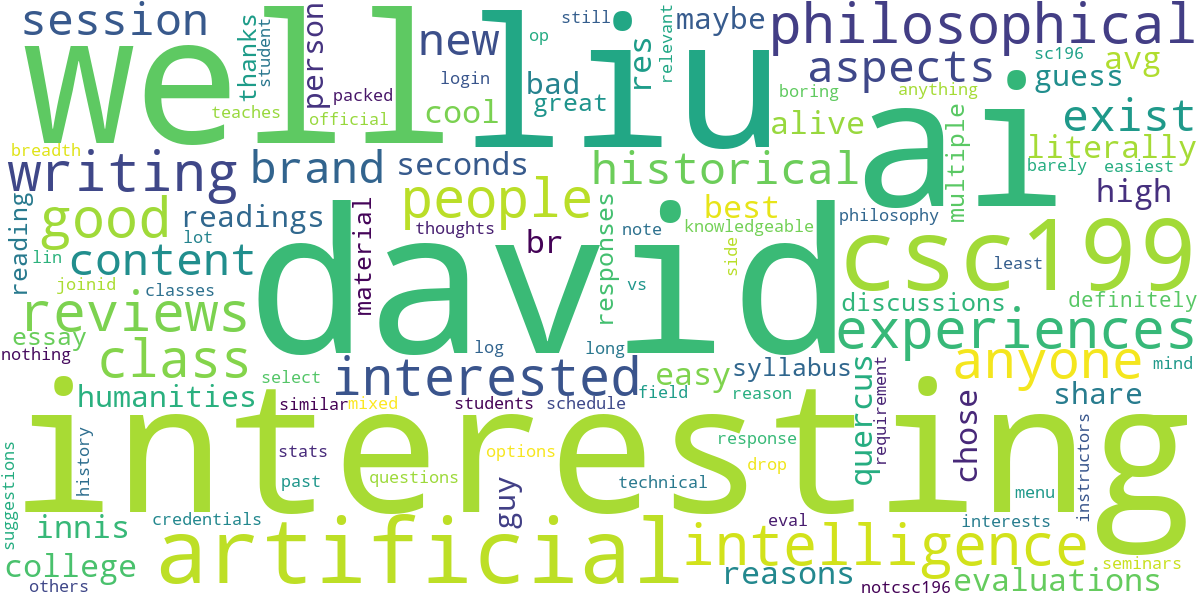 session
well
liu
ai
philosophical
new
maybe
res
person
thanks
student
still
op
relevant
aspects
sc196
avg
guess
login
bad
great
packed
cool
teaches
official
boring
anything
alive
exist
literally
multiple
barely
easiest
breadth
writing
brand
seconds
historical
people
high
good
readings
reading
best
philosophy
knowledgeable
thoughts
note
material
br
responses
side
david
csc199
least
lot
lin
content
joinid
classes
vs
discussions
definitely
reviews
experiences
essay
nothing
class
log
long
interested
easy
syllabus
anyone
mind
humanities
select
similar
mixed
students
schedule
field
reason
quercus
requirement
chose
share
instructors
interesting
history
suggestions
stats
past
questions
options
response
drop
technical
menu
guy
innis
credentials
artificial
intelligence
eval
interests
college
reasons
notcsc196
evaluations
seminars
others